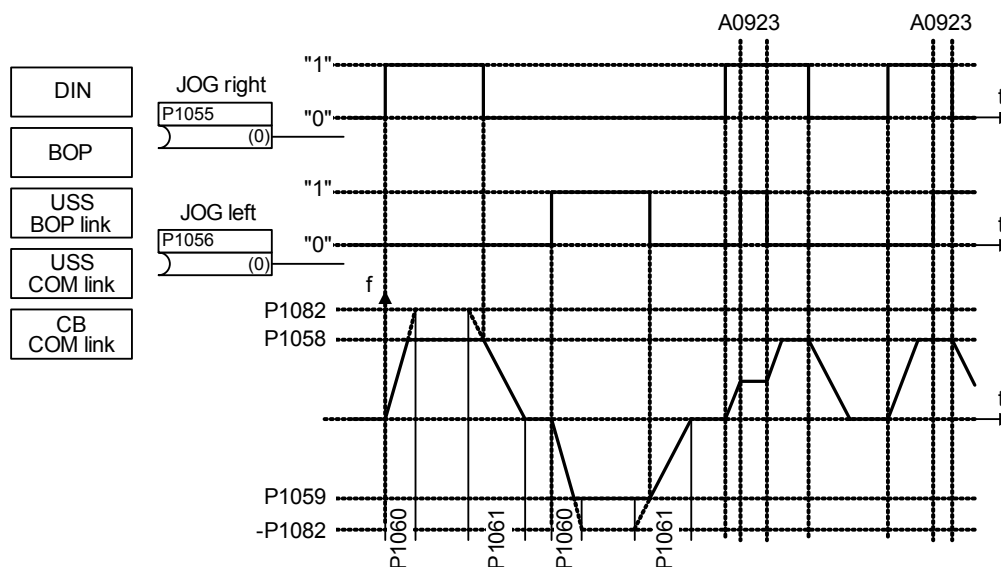 A0923
A0923
DIN
BOP
USS
BOP link
USS
COM link
CB
COM link
JOG right
P1055
(0)
"1"
"0"
t
JOG left
P1056
(0)
"1"
"0"
t
f
P1082
P1058
t
P1059
-P1082
P1060
P1061
P1060
P1061